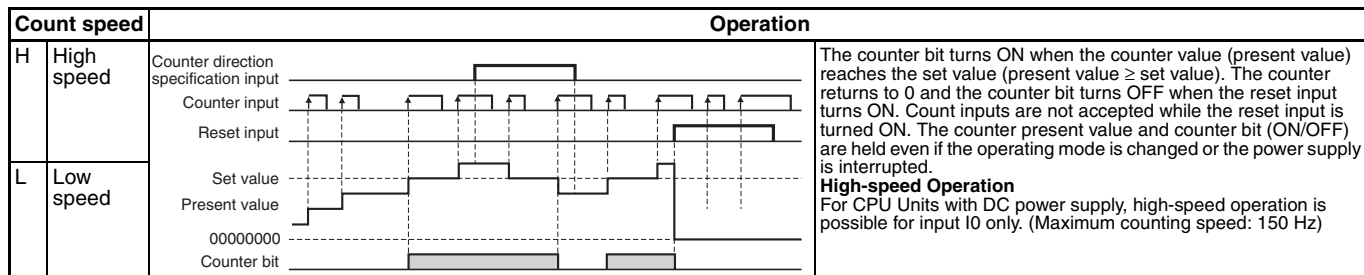 Count speed
Operation
H
High
speed
L
Low
speed
Counter direction
specification input
Counter input
Reset input
Set value
Present value
00000000
Counter bit
The counter bit turns ON when the counter value (present value)
reaches the set value (present value ≥ set value). The counter
returns to 0 and the counter bit turns OFF when the reset input
turns ON. Count inputs are not accepted while the reset input is
turned ON. The counter present value and counter bit (ON/OFF)
are held even if the operating mode is changed or the power supply
is interrupted.
High-speed Operation
For CPU Units with DC power supply, high-speed operation is
possible for input I0 only. (Maximum counting speed: 150 Hz)